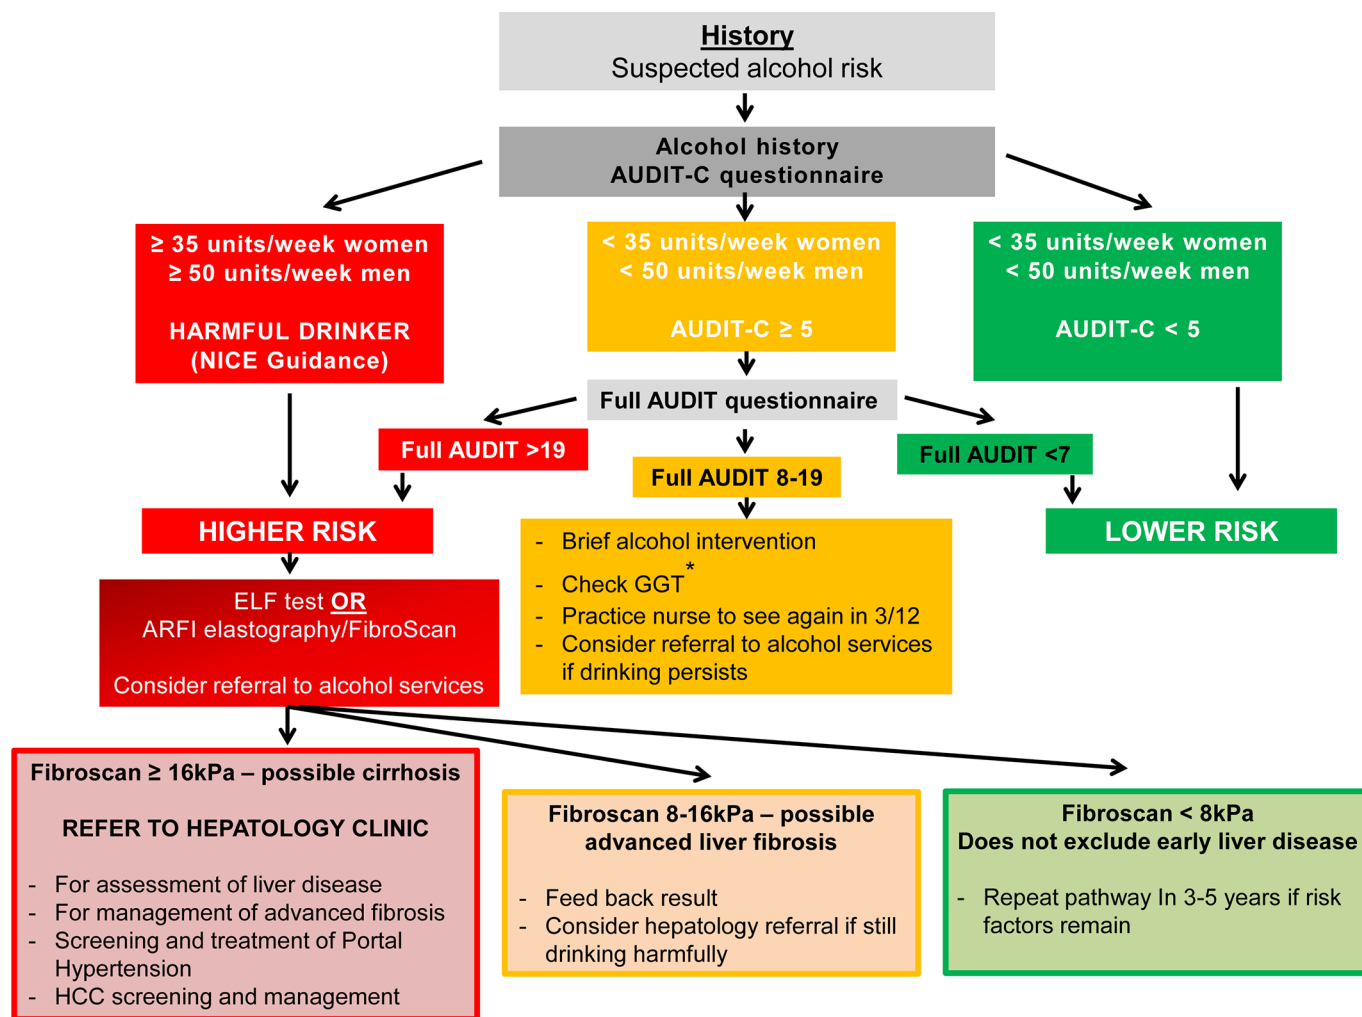 History
Suspected alcohol risk
Alcohol history
AUDIT-C questionnaire
≥ 35 units/week women
≥ 50 units/week men
HARMFUL DRINKER
(NICE Guidance)
< 35 units/week women
< 50 units/week men
AUDIT-C ≥ 5
< 35 units/week women
< 50 units/week men
AUDIT-C < 5
Full AUDIT questionnaire
Full AUDIT >19
Full AUDIT 8-19
Full AUDIT <7
HIGHER RISK
- Brief alcohol intervention
- Check GGT*
- Practice nurse to see again in 3/12
- Consider referral to alcohol services
if drinking persists
LOWER RISK
ELF test OR
ARFI elastography/FibroScan
Consider referral to alcohol services
Fibroscan ≥ 16kPa – possible cirrhosis
REFER TO HEPATOLOGY CLINIC
- For assessment of liver disease
- For management of advanced fibrosis
- Screening and treatment of Portal
Hypertension
- HCC screening and management
Fibroscan 8-16kPa – possible
advanced liver fibrosis
- Feed back result
- Consider hepatology referral if still
drinking harmfully
Fibroscan < 8kPa
Does not exclude early liver disease
- Repeat pathway In 3-5 years if risk
factors remain